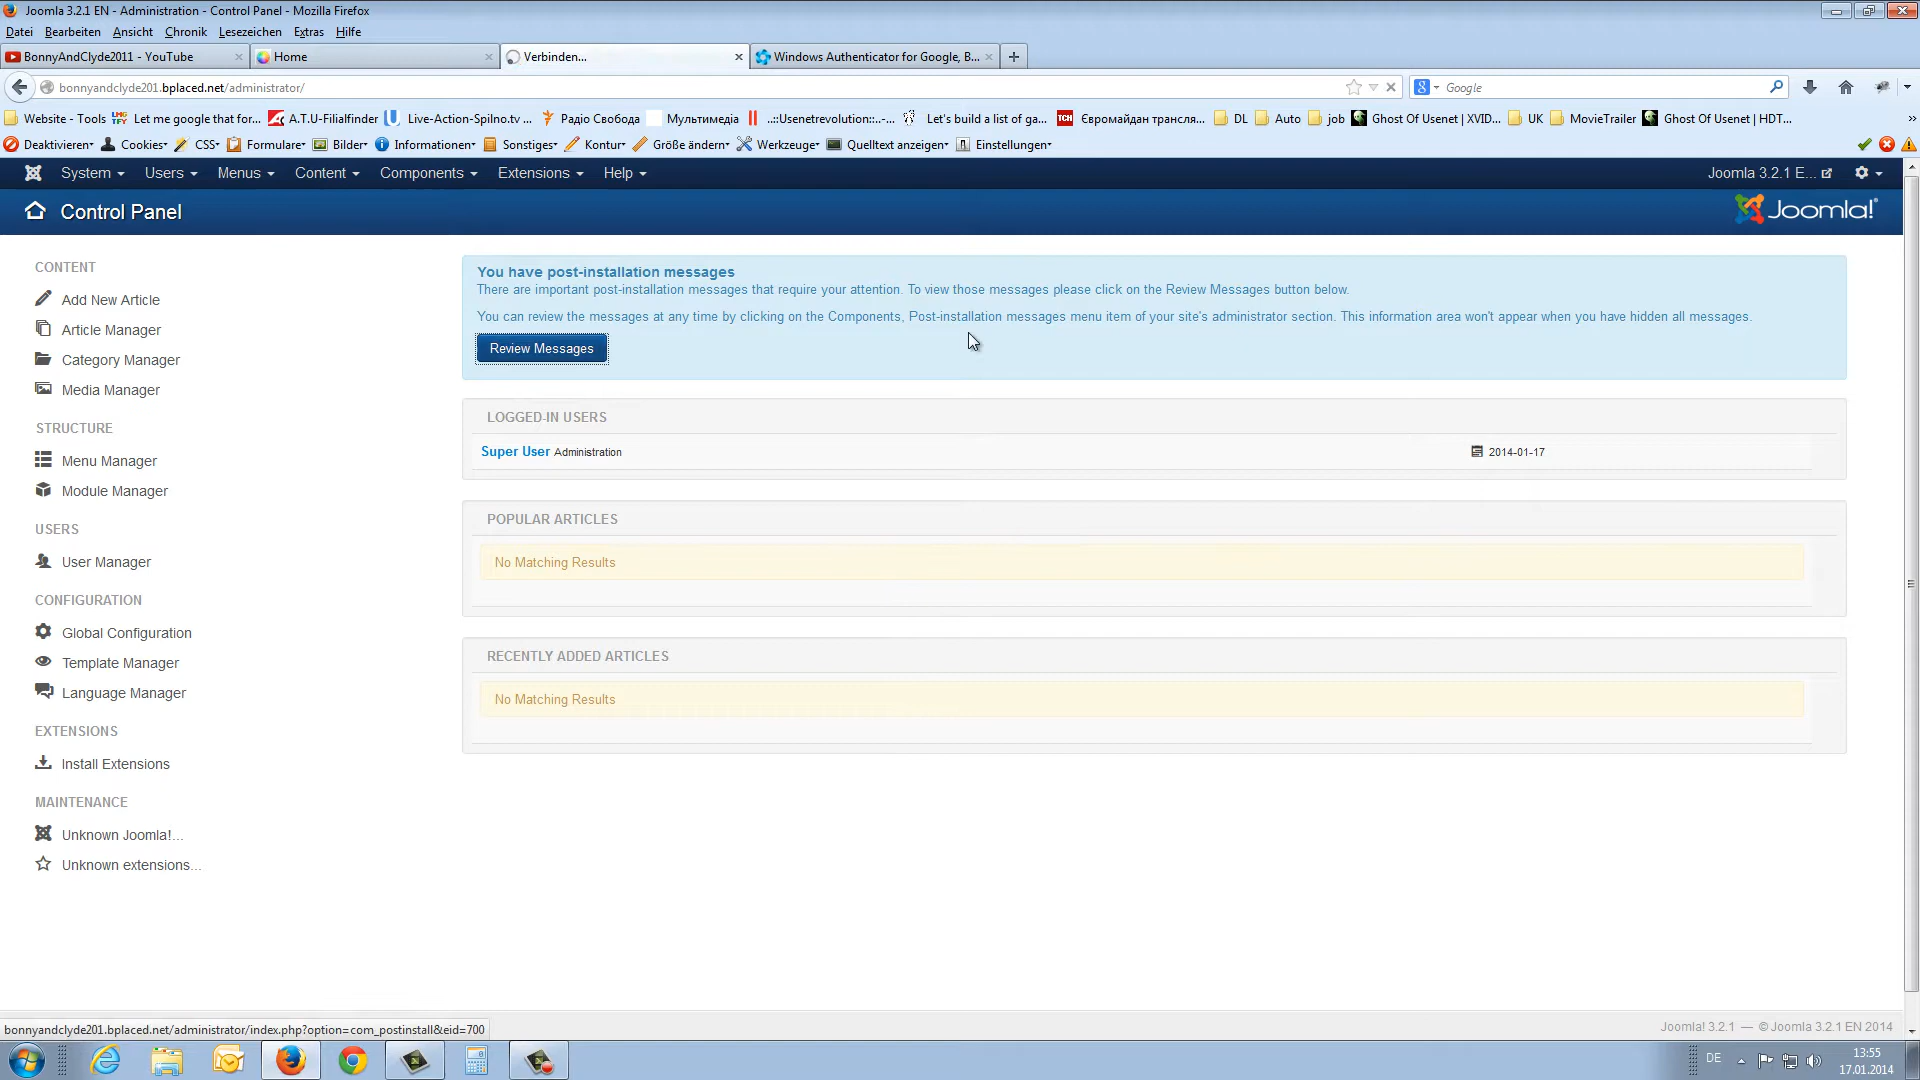 Joomla 3.2.1 EN - Administration - Control Panel - Mozilla Firefox
Datei Bearbeiten Ansicht Chronik Lesezeichen Extras Hilfe
BonnyAndClyde2011 - YouTube Home Verbinden... Windows Authenticator for Google, B...
bonnyandclyde201.bplaced.net/administrator/ Google
Website - Tools LMG TFY Let me google that for... A.T.U-Filialfinder Live-Action-Spilno.tv ... Радіо Свобода Мультимедіа ..::Usenetrevolution::..-... Let's build a list of ga... ТСН Євромайдан трансля... DL Auto job Ghost Of Usenet | XVID... UK MovieTrailer Ghost Of Usenet | HDT...
Deaktivieren Cookies CSS Formulare Bilder Informationen Sonstiges Kontur Größe ändern Werkzeuge Quelltext anzeigen Einstellungen
System Users Menus Content Components Extensions Help Joomla 3.2.1 E...
Control Panel Joomla!
CONTENT
Add New Article
Article Manager
Category Manager
Media Manager
STRUCTURE
Menu Manager
Module Manager
USERS
User Manager
CONFIGURATION
Global Configuration
Template Manager
Language Manager
EXTENSIONS
Install Extensions
MAINTENANCE
Unknown Joomla!...
Unknown extensions...
You have post-installation messages
There are important post-installation messages that require your attention. To view those messages please click on the Review Messages button below.
You can review the messages at any time by clicking on the Components, Post-installation messages menu item of your site's administrator section. This information area won't appear when you have hidden all messages.
Review Messages
LOGGED-IN USERS
Super User Administration 2014-01-17
POPULAR ARTICLES
No Matching Results
RECENTLY ADDED ARTICLES
No Matching Results
bonnyandclyde201.bplaced.net/administrator/index.php?option=com_postinstall&eid=700
Joomla! 3.2.1 — © Joomla 3.2.1 EN 2014
DE 13:55
17.01.2014